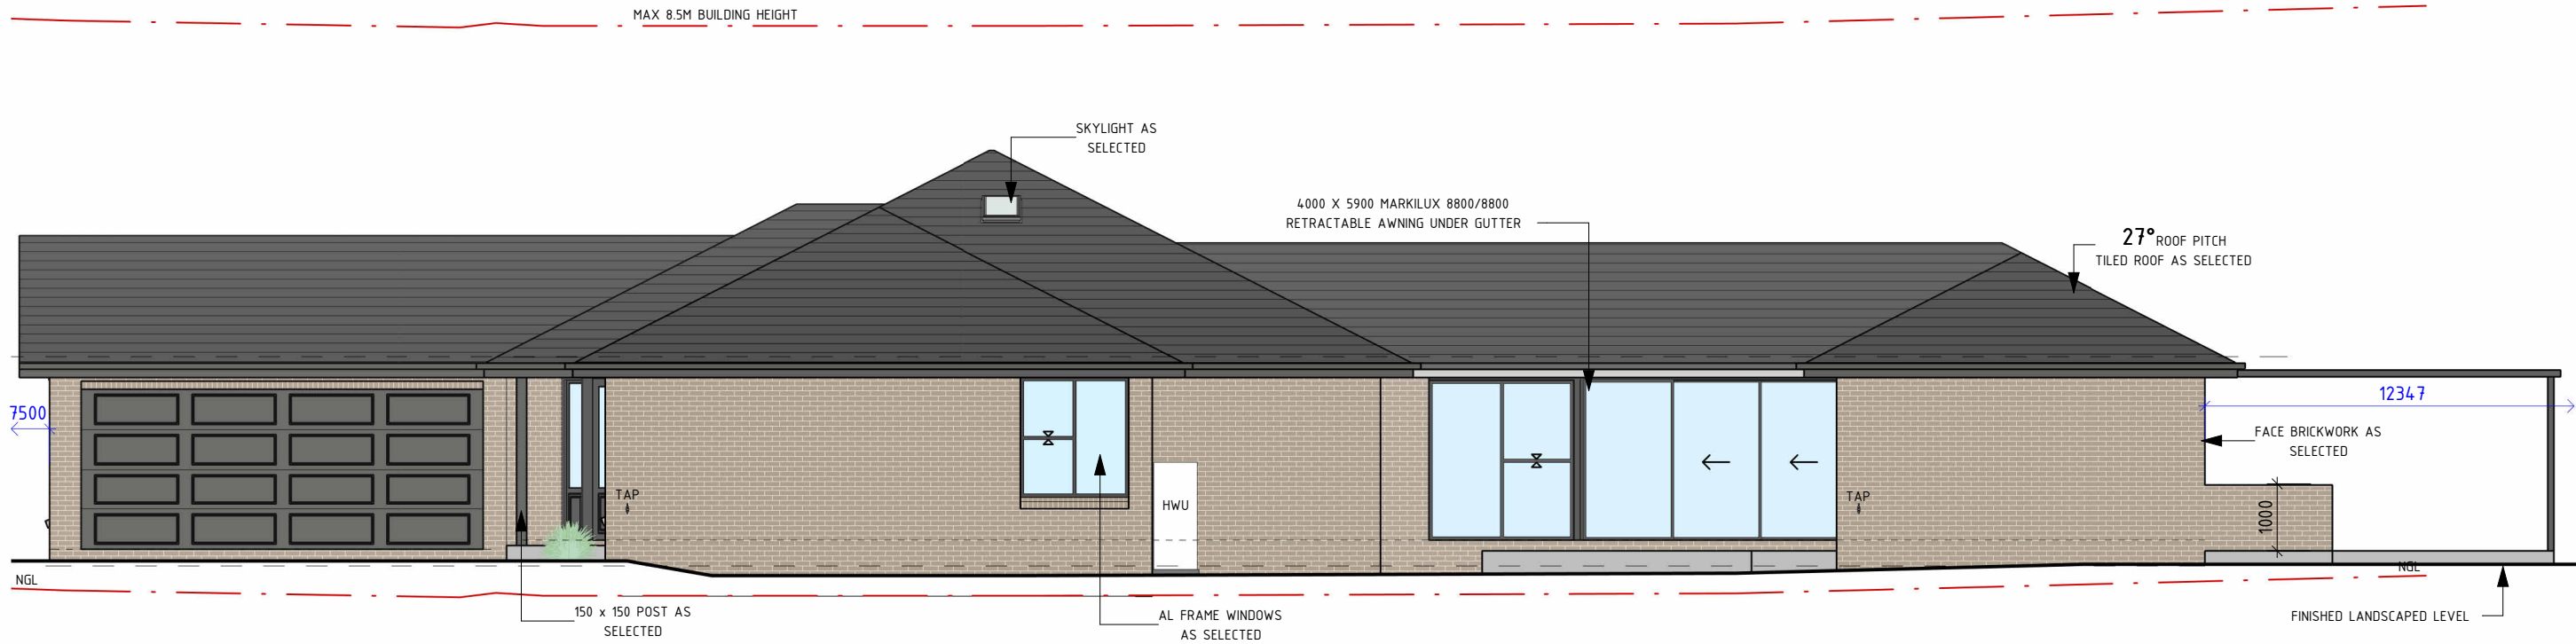 MAX 8.5M BUILDING HEIGHT
SKYLIGHT AS
SELECTED
4000 X 5900 MARKILUX 8800/8800
RETRACTABLE AWNING UNDER GUTTER
27° ROOF PITCH
TILED ROOF AS SELECTED
7500
12347
FACE BRICKWORK AS
SELECTED
TAP
HWU
TAP
1000
NGL
NGL
150 x 150 POST AS
SELECTED
AL FRAME WINDOWS
AS SELECTED
FINISHED LANDSCAPED LEVEL